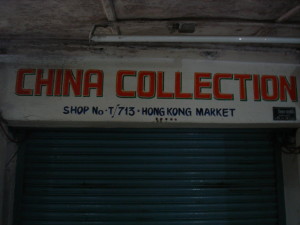 CHINA COLLECTION
SHOP No. T/713 - HONG KONG MARKET